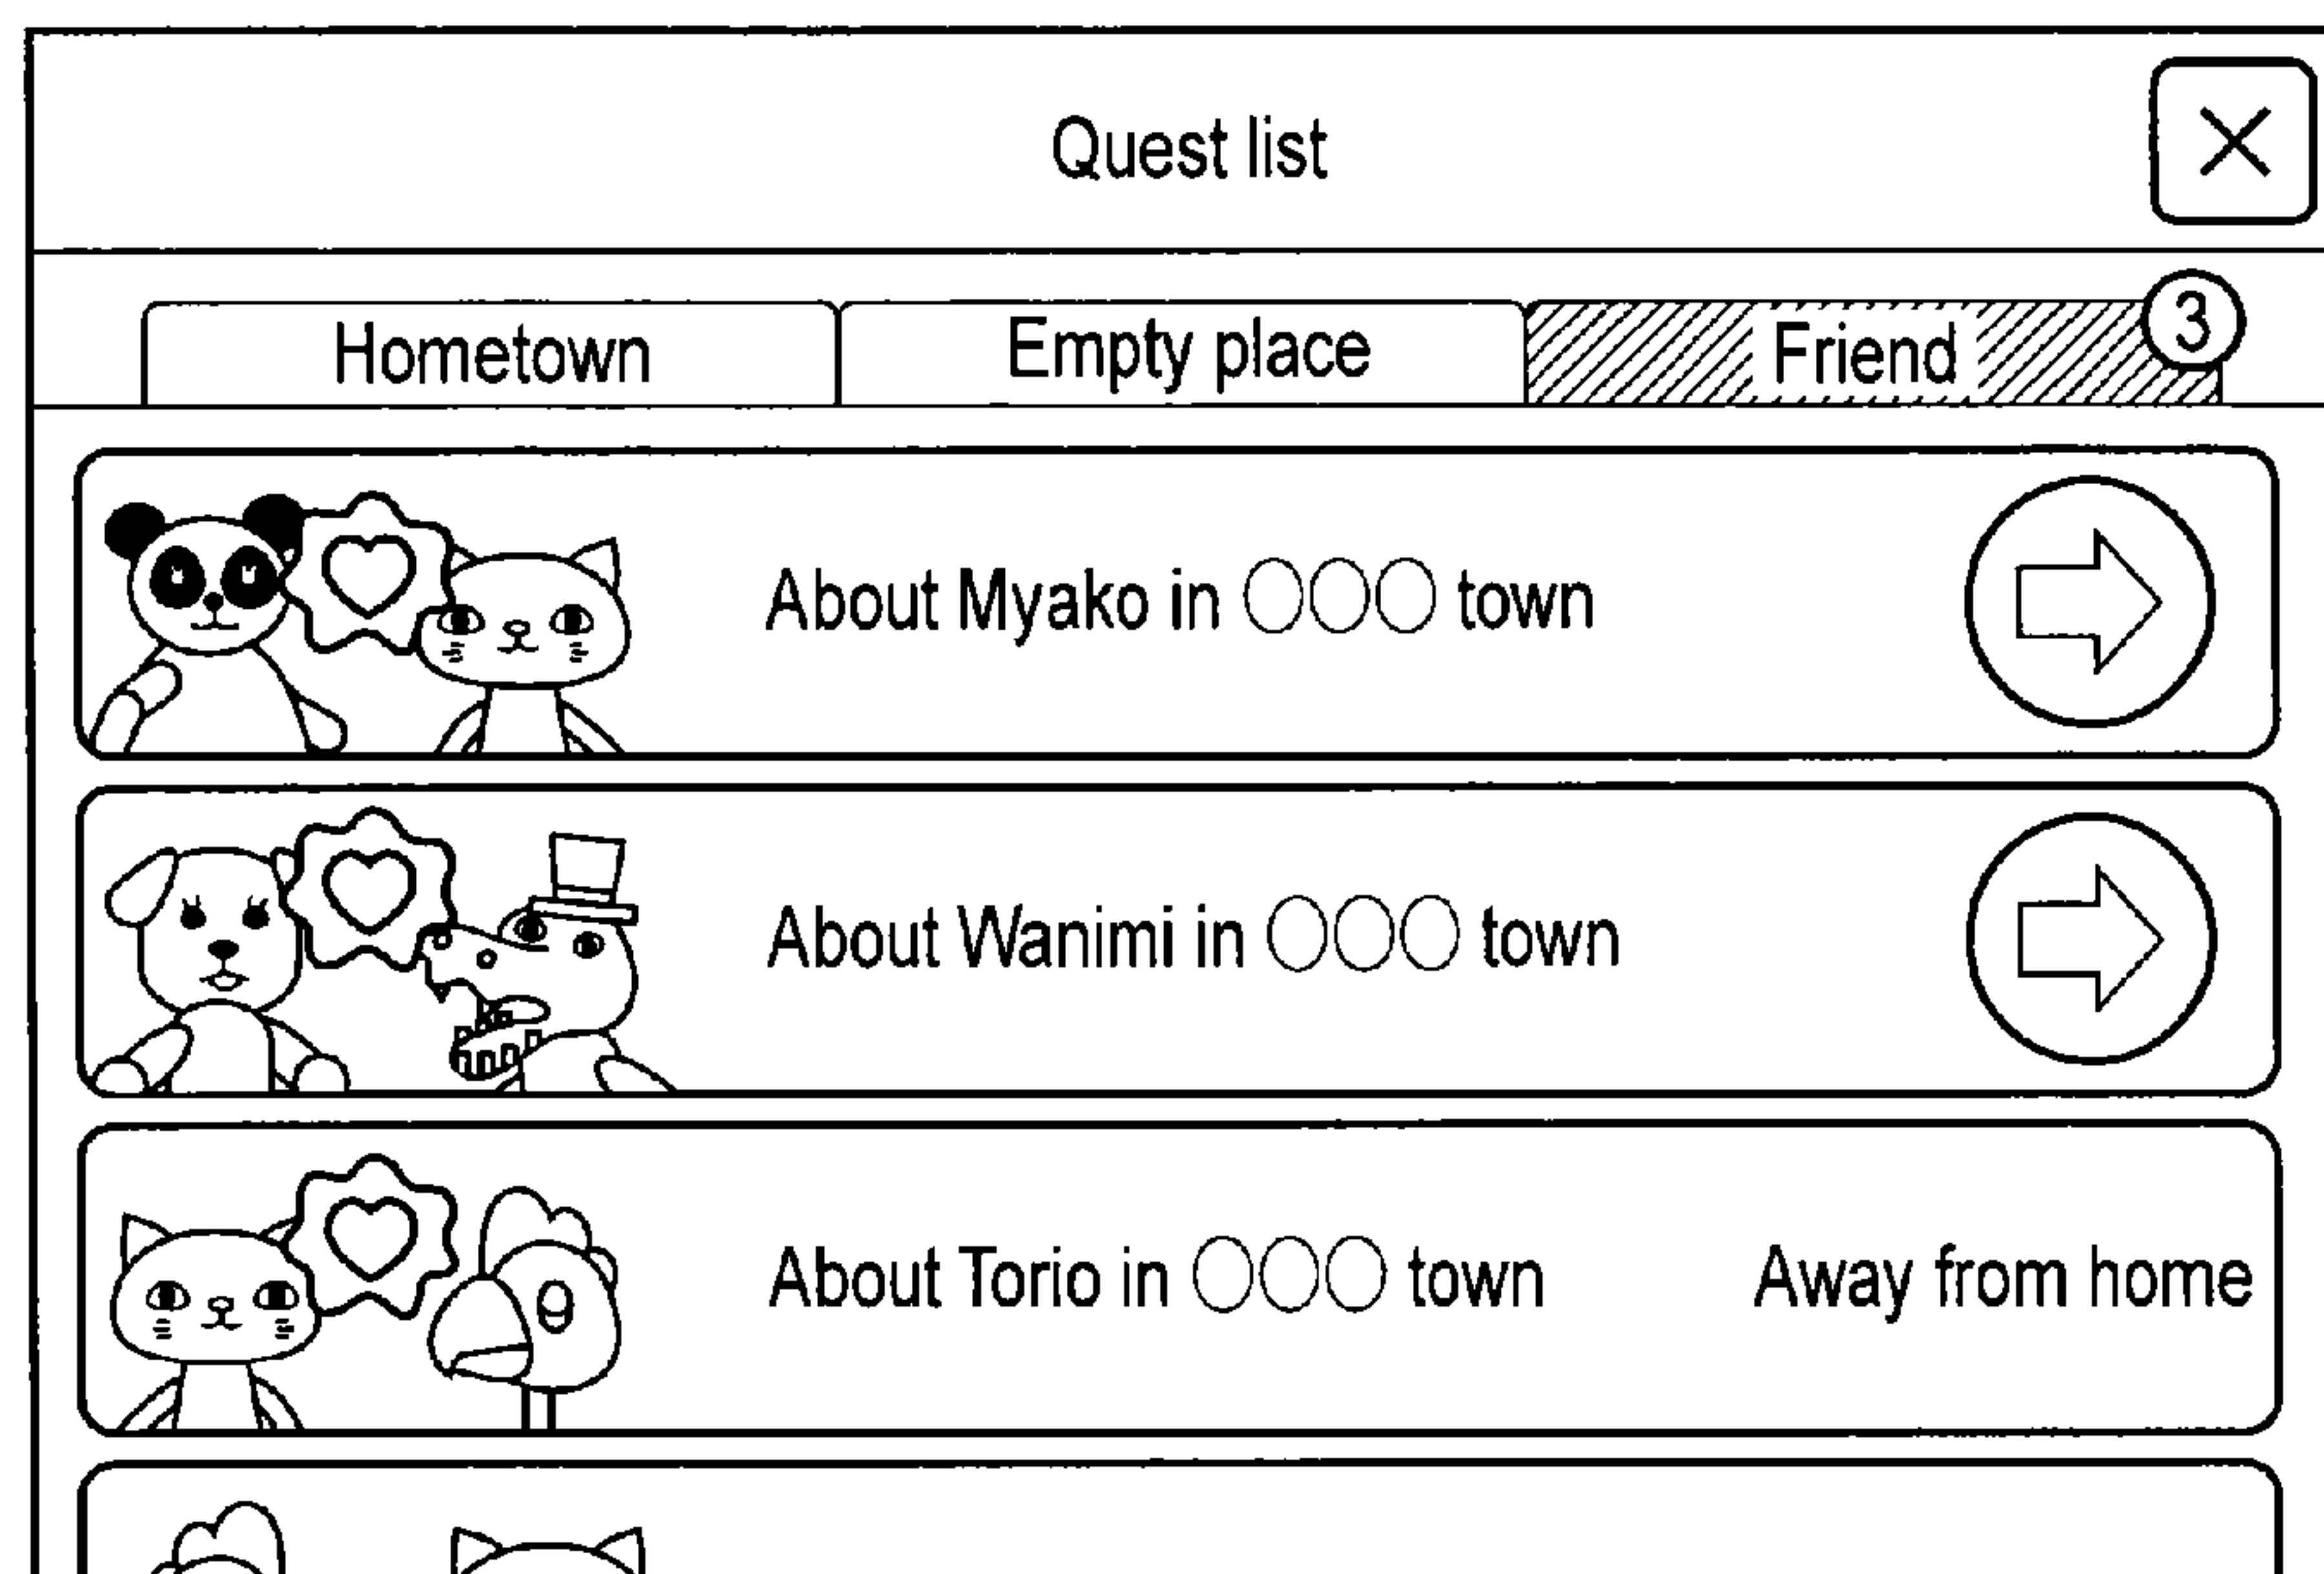 Quest list
×
Hometown
Empty place
Friend
3
About Myako in ○○○ town
About Wanimi in ○○○ town
About Torio in ○○○ town
Away from home